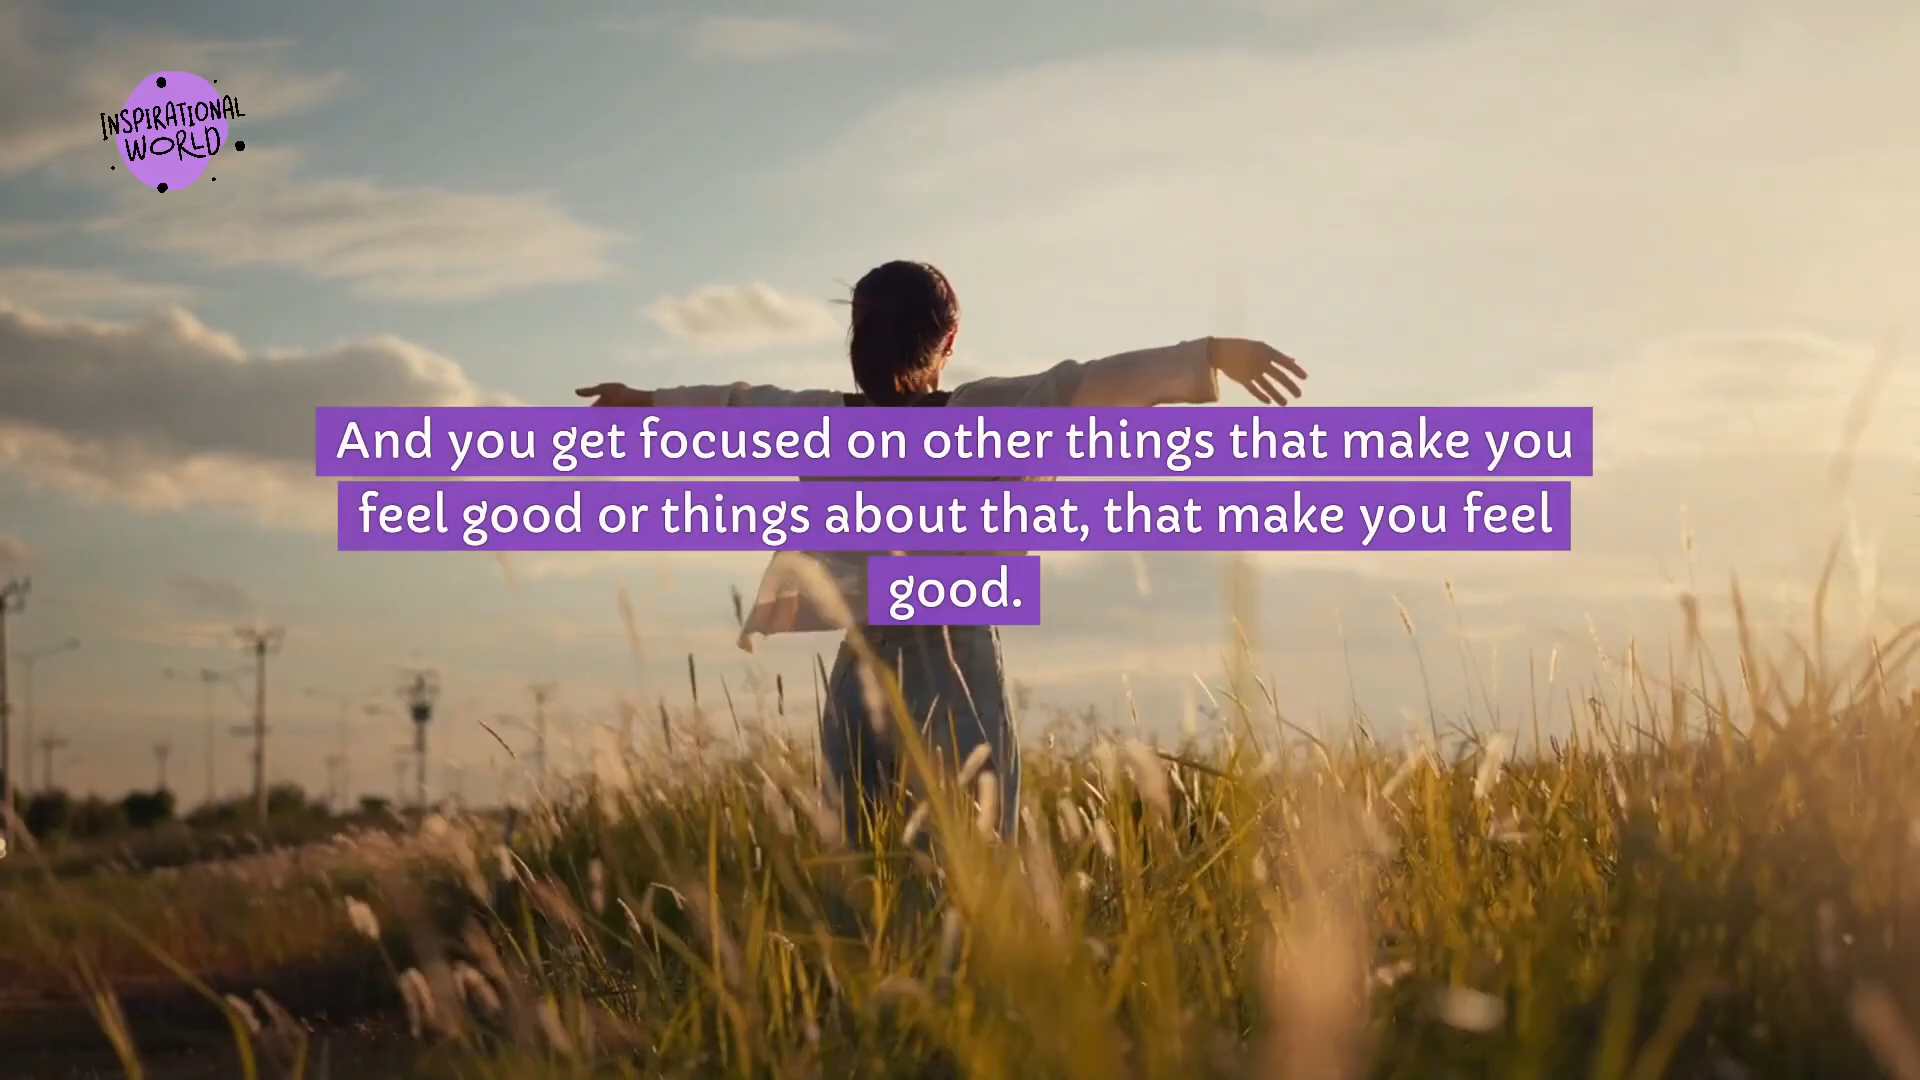 INSPIRATIONAL
WORLD
And you get focused on other things that make you
feel good or things about that, that make you feel
good.